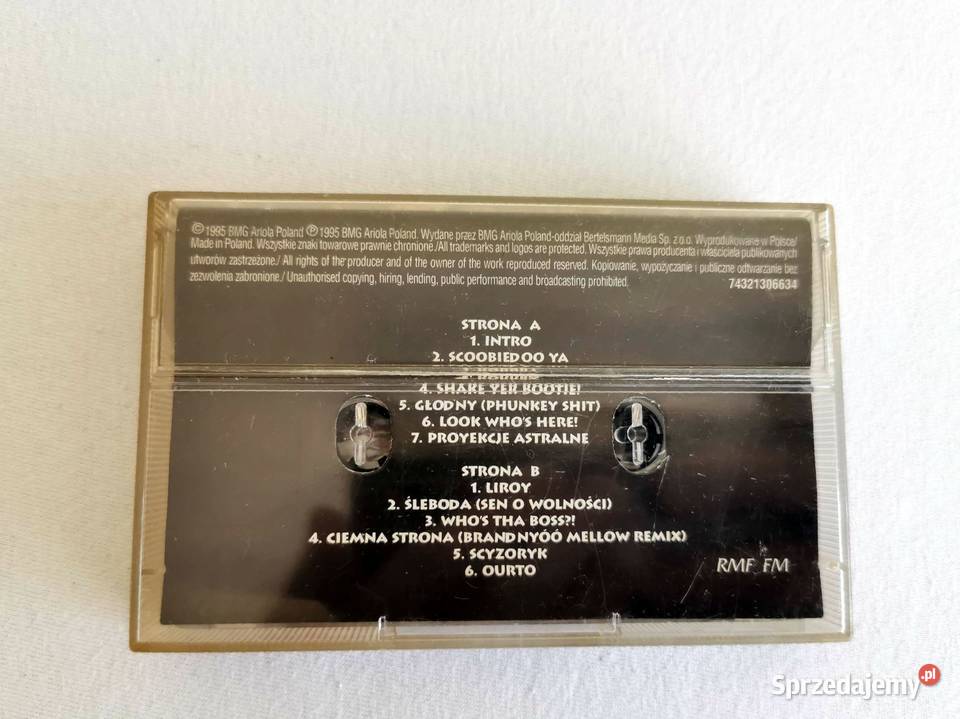 ©1995 BMG Ariola Poland ℗1995 BMG Ariola Poland. Wydane przez BMG Ariola Poland-oddział Bertelsmann Media Sp. z o.o. Wyprodukowano w Polsce/
Made in Poland. Wszystkie znaki towarowe prawnie chronione./All trademarks and logos are protected. Wszystkie prawa producenta i właściciela publikowanych
utworów zastrzeżone./ All rights of the producer and of the owner of the work reproduced reserved. Kopiowanie, wypożyczanie i publiczne odtwarzanie bez
zezwolenia zabronione./ Unauthorised copying, hiring, lending, public performance and broadcasting prohibited.
74321306634
STRONA A
1. INTRO
2. SCOOBIEDOO YA
4. SHAKE YER BOOTIE!
5. GŁODNY (PHUNKEY SHIT)
6. LOOK WHO'S HERE!
7. PROYEKCJE ASTRALNE
STRONA B
1. LIROY
2. ŚLEBODA (SEN O WOLNOŚCI)
3. WHO'S THA BOSS?!
4. CIEMNA STRONA (BRANDNYÓÓ MELLOW REMIX)
5. SCYZORYK
6. OURTO
RMF FM
Sprzedajemy.pl